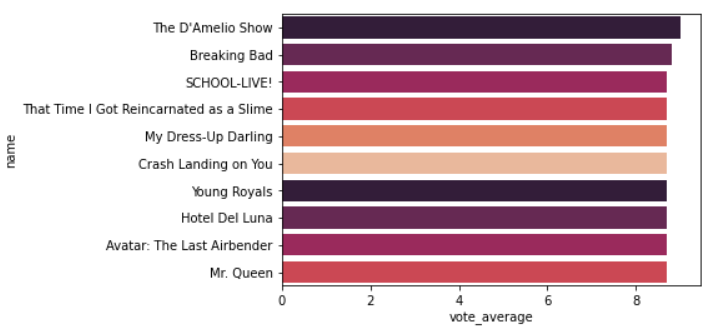 The D'Amelio Show
Breaking Bad
SCHOOL-LIVE!
That Time I Got Reincarnated as a Slime
My Dress-Up Darling
Crash Landing on You
Young Royals
Hotel Del Luna
Avatar: The Last Airbender
Mr. Queen
name
0 2 4 6 8
vote_average